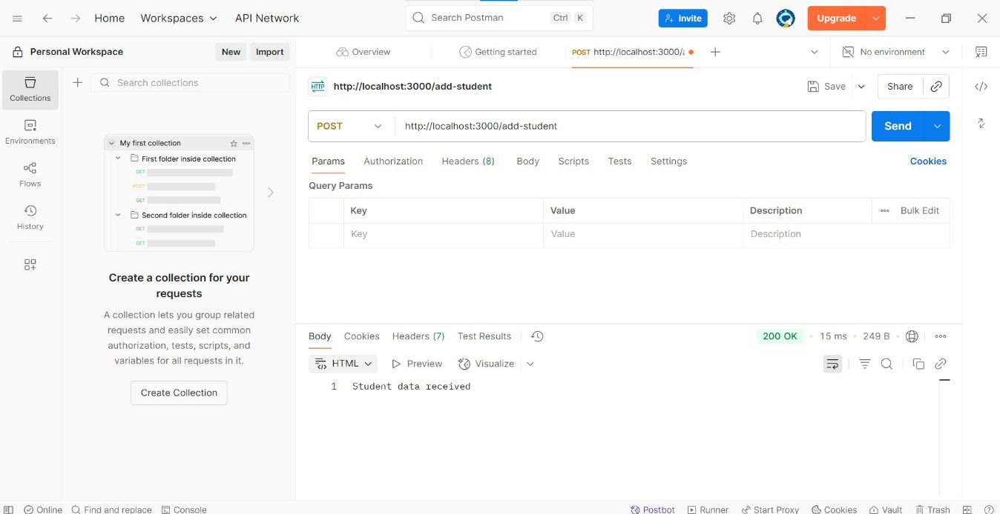 Home Workspaces API Network Search Postman Ctrl K Invite Upgrade
Personal Workspace New Import Overview Getting started POST http://localhost:3000/ No environment
Collections
Environments
Flows
History
Search collections
My first collection
First folder inside collection
GET
POST
GET
Second folder inside collection
GET
GET
Create a collection for your
requests
A collection lets you group related
requests and easily set common
authorization, tests, scripts, and
variables for all requests in it.
Create Collection
HTTP http://localhost:3000/add-student Save Share
POST http://localhost:3000/add-student Send
Params Authorization Headers (8) Body Scripts Tests Settings Cookies
Query Params
Key Value Description Bulk Edit
Key Value Description
Body Cookies Headers (7) Test Results 200 OK 15 ms 249 B
HTML Preview Visualize
1 Student data received
Online Find and replace Console Postbot Runner Start Proxy Cookies Vault Trash